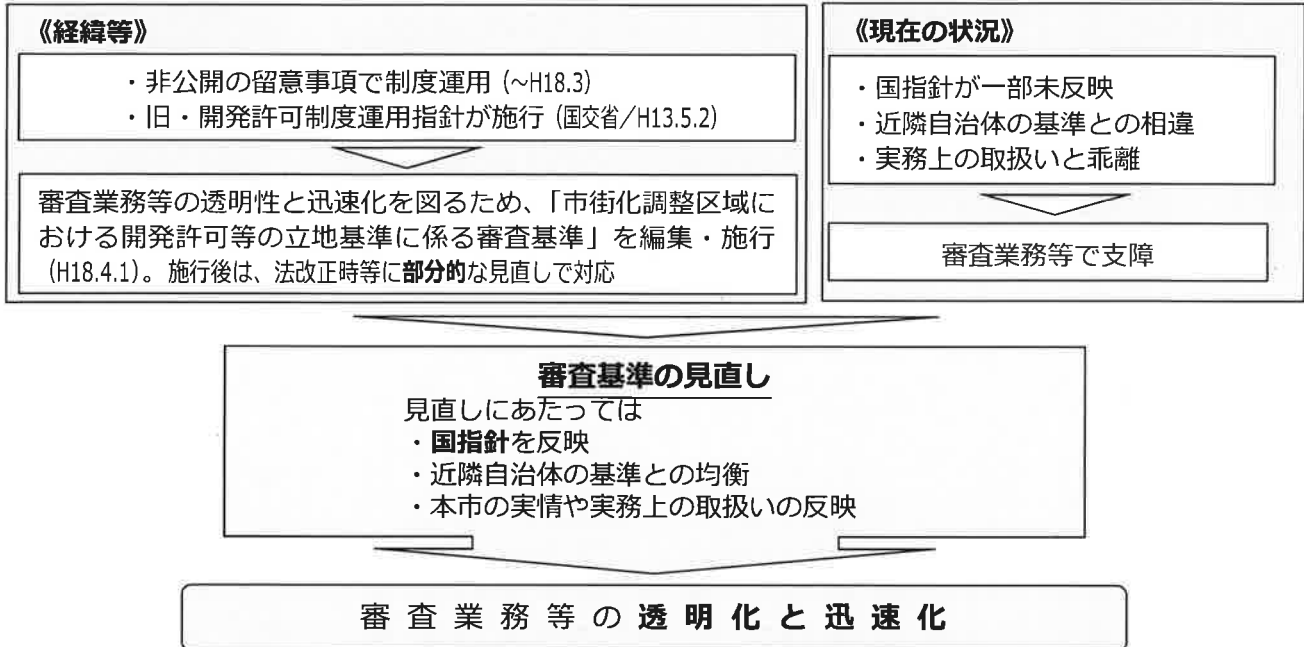 《経緯等》
・非公開の留意事項で制度運用（~H18.3）
・旧・開発許可制度運用指針が施行（国交省／H13.5.2）
審査業務等の透明性と迅速化を図るため、「市街化調整区域に
おける開発許可等の立地基準に係る審査基準」を編集・施行
（H18.4.1）。施行後は、法改正時等に部分的な見直しで対応
《現在の状況》
・国指針が一部未反映
・近隣自治体の基準との相違
・実務上の取扱いと乖離
審査業務等で支障
審査基準の見直し
見直しにあたっては
・国指針を反映
・近隣自治体の基準との均衡
・本市の実情や実務上の取扱いの反映
審査業務等の透明化と迅速化